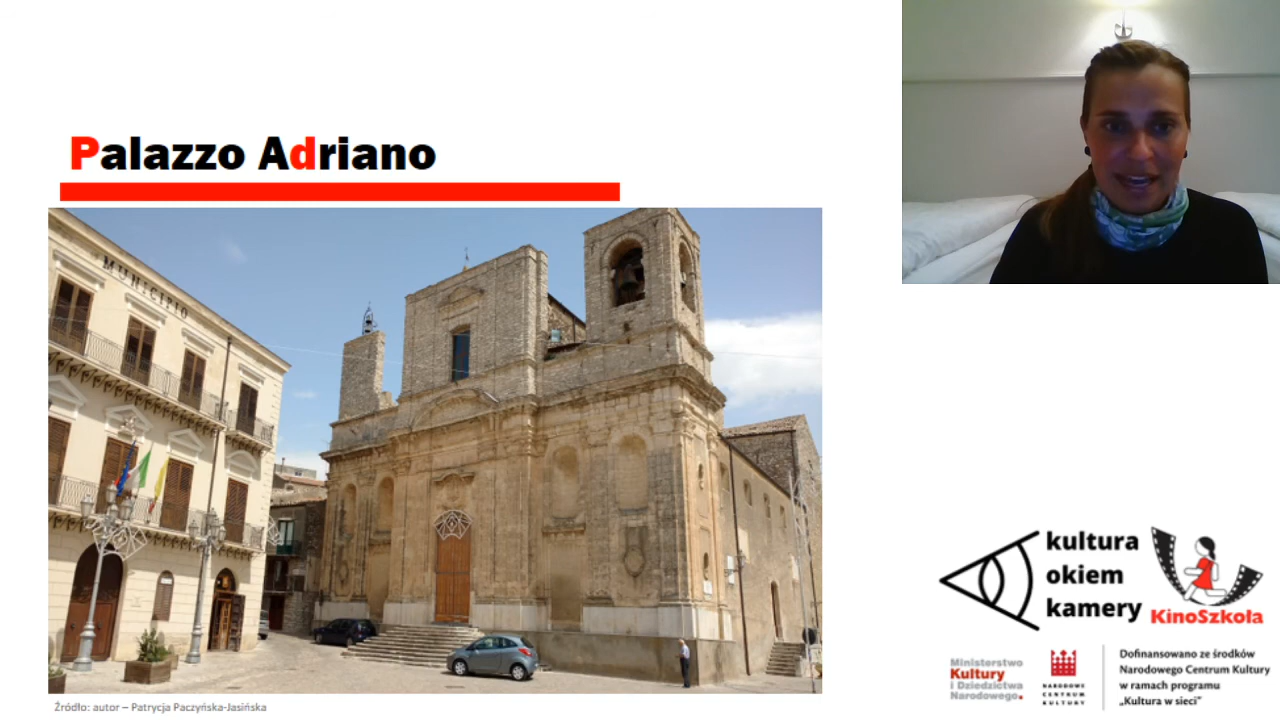 Palazzo Adriano
MUNICIPIO
Źródło: autor – Patrycja Paczyńska-Jasińska
kultura
okiem
kamery
KinoSzkoła
Ministerstwo
Kultury
i Dziedzictwa
Narodowego.
NARODOWE
CENTRUM
KULTURY
Dofinansowano ze środków
Narodowego Centrum Kultury
w ramach programu
„Kultura w sieci”